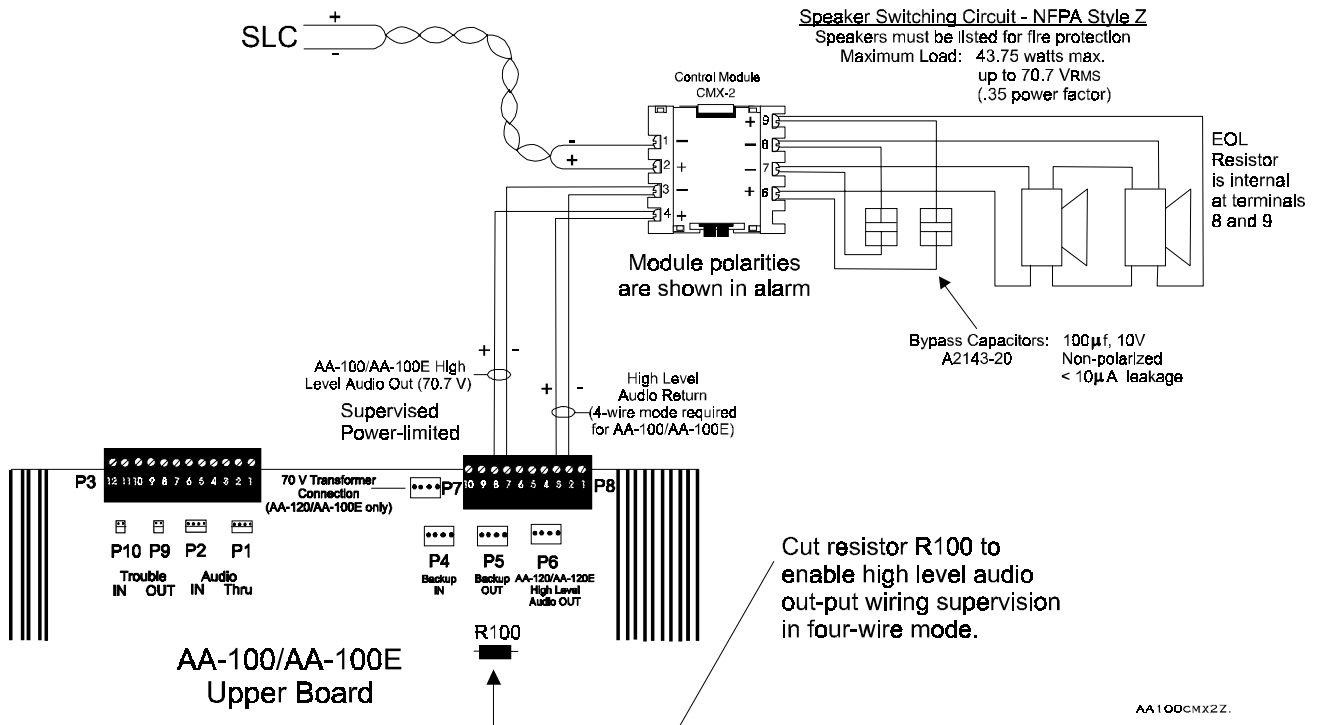 SLC
+
-
Speaker Switching Circuit - NFPA Style Z
Speakers must be listed for fire protection
Maximum Load: 43.75 watts max.
up to 70.7 VRMS
(.35 power factor)
Control Module
CMX-2
-
+
1 -
2 +
3 -
4 +
+ 9
- 8
- 7
+ 6
EOL
Resistor
is internal
at terminals
8 and 9
Module polarities
are shown in alarm
Bypass Capacitors: 100µf, 10V
A2143-20 Non-polarized
< 10µA leakage
+ -
AA-100/AA-100E High
Level Audio Out (70.7 V)
+ -
High Level
Audio Return
(4-wire mode required
for AA-100/AA-100E)
Supervised
Power-limited
P3
12 11 10 9 8 7 6 5 4 3 2 1
70 V Transformer
Connection
(AA-120/AA-100E only)
P7
10 9 8 7 6 5 4 3 2 1
P8
P10 P9 P2 P1
Trouble Audio
IN OUT IN Thru
P4
Backup
IN
P5
Backup
OUT
P6
AA-120/AA-120E
High Level
Audio OUT
R100
Cut resistor R100 to
enable high level audio
out-put wiring supervision
in four-wire mode.
AA-100/AA-100E
Upper Board
AA100CMX2Z.